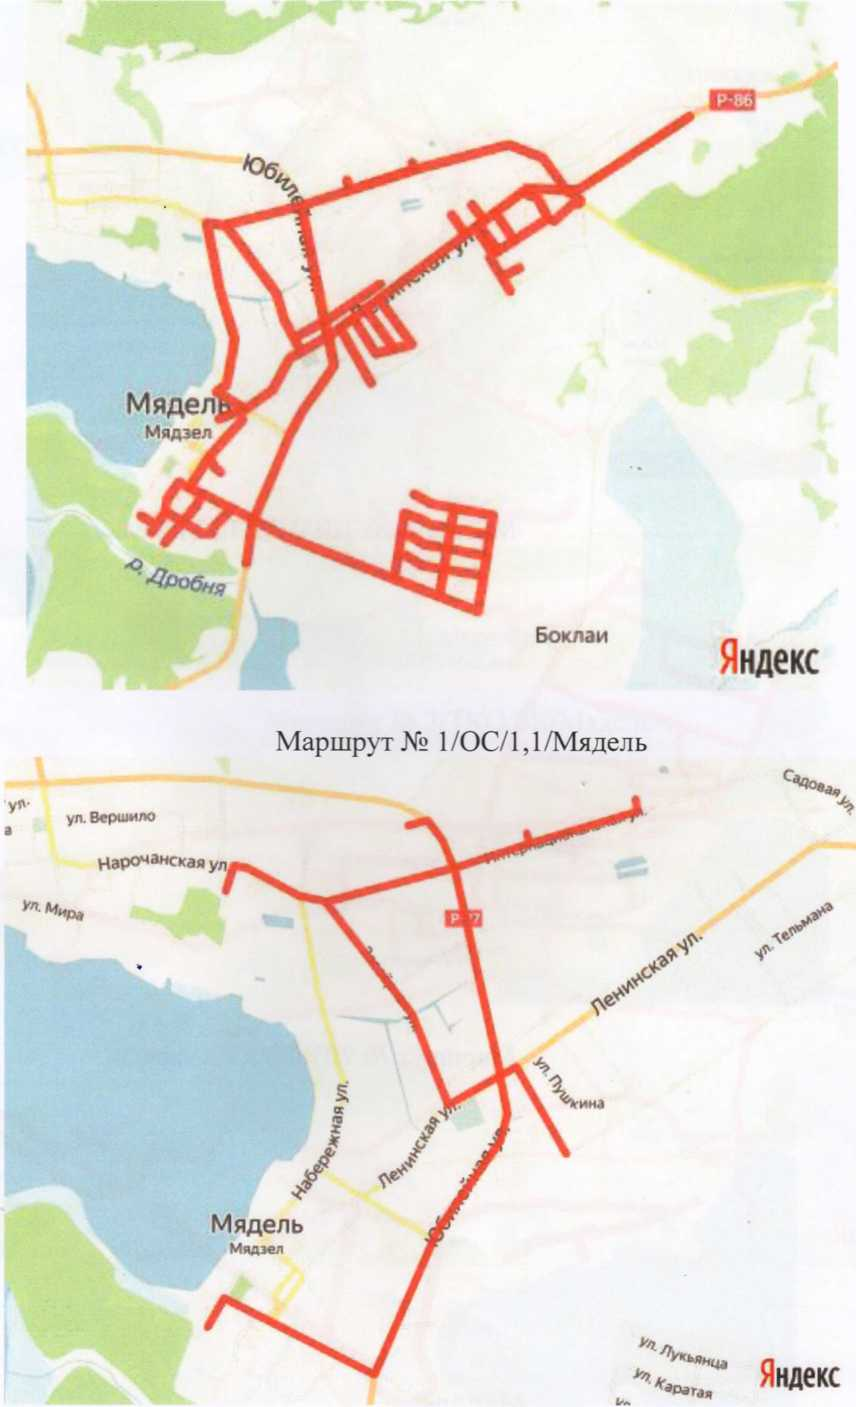 Р-86
Юбилейная ул.
Ленинская ул.
Мядель
Мядзел
р. Дробня
Боклаи
Яндекс
Маршрут № 1/ОС/1,1/Мядель
Садовая ул.
ул.
а
ул. Вершило
Интернациональная ул.
Нарочанская ул.
ул. Мира
ул. Тельмана
Ленинская ул.
ул. Пушкина
Ленинская ул.
Набережная ул.
Юбилейная ул.
Мядель
Мядзел
ул. Лукьянца
ул. Каратая
Яндекс